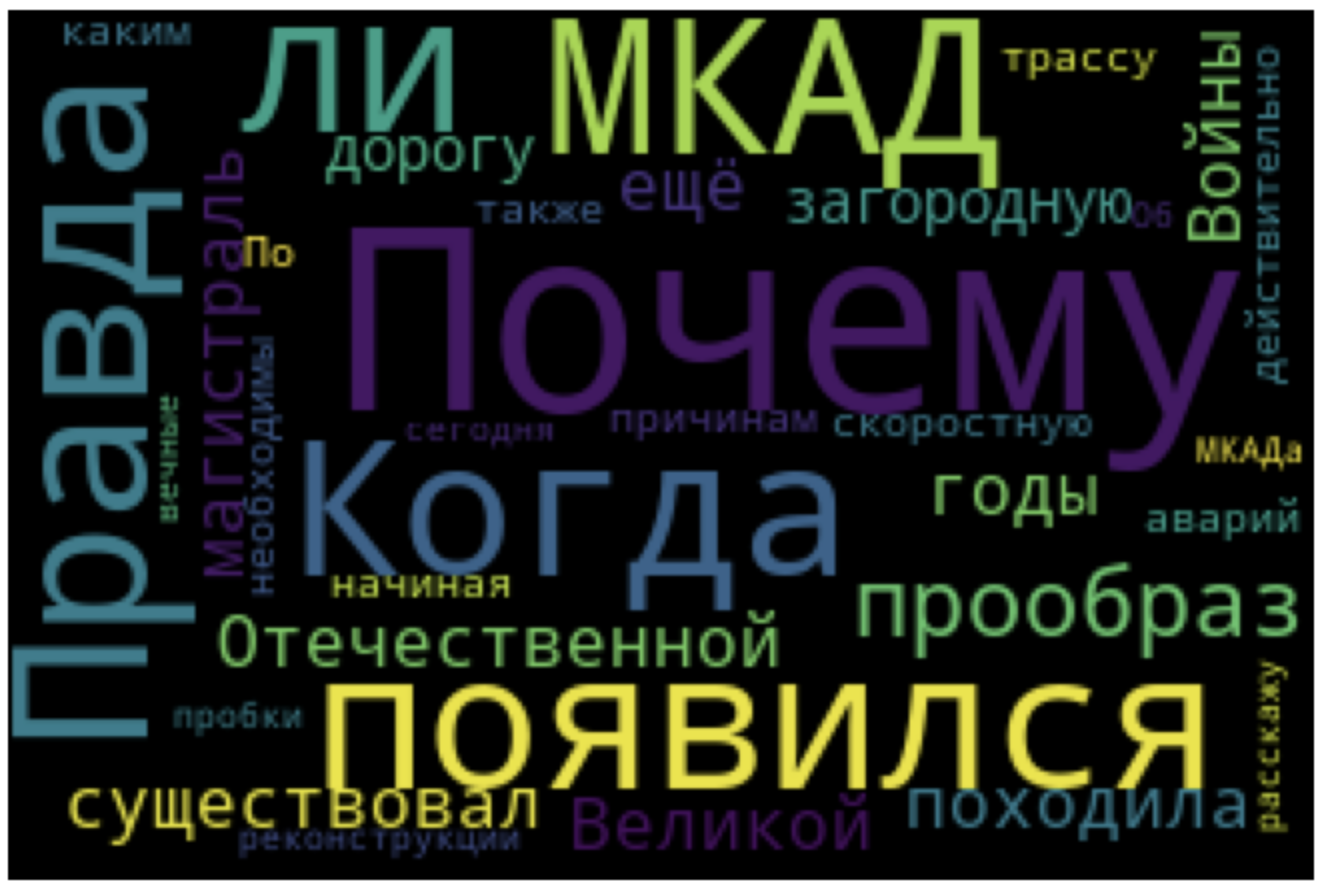 каким
ли
МКАД
трассу
Войны
действительно
Правда
дорогу
магистраль
ещё
также
загородную
Об
По
Почему
необходимы
вечные
сегодня
причинам
скоростную
МКАДа
Когда
годы
аварий
начиная
прообраз
Отечественной
появился
пробки
расскажу
существовал
Великой
походила
реконструкции